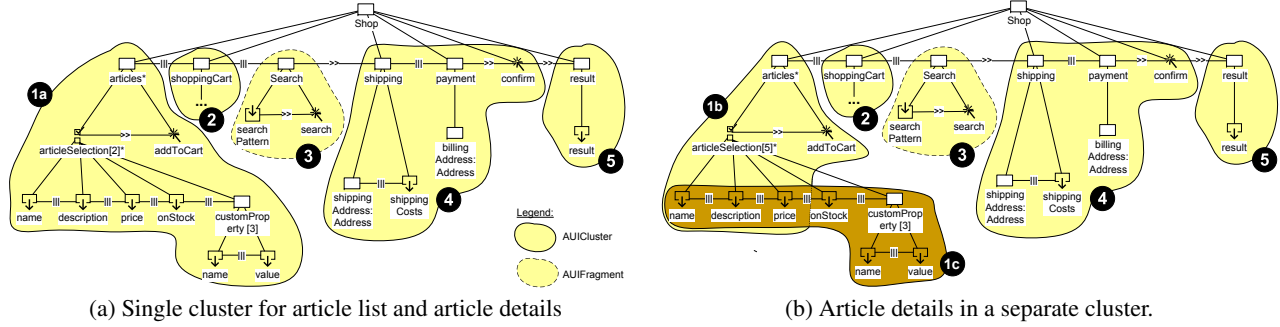 Shop
articles*
|||
shoppingCart
|||
Search
>>
shipping
|||
payment
>>
confirm
>>
result
1a
...
2
>>
search
Pattern
search
3
>>
articleSelection[2]*
addToCart
billing
Address:
Address
result
5
|||
name
|||
description
|||
price
|||
onStock
customProp
erty [3]
|||
shipping
Address:
Address
shipping
Costs
4
|||
name
value
Legend:
AUICluster
AUIFragment
(a) Single cluster for article list and article details
Shop
articles*
|||
shoppingCart
|||
Search
>>
shipping
|||
payment
>>
confirm
>>
result
1b
...
2
>>
search
Pattern
search
3
>>
articleSelection[5]*
addToCart
billing
Address:
Address
result
5
|||
name
|||
description
|||
price
|||
onStock
customProp
erty [3]
|||
shipping
Address:
Address
shipping
Costs
4
|||
name
value
1c
(b) Article details in a separate cluster.